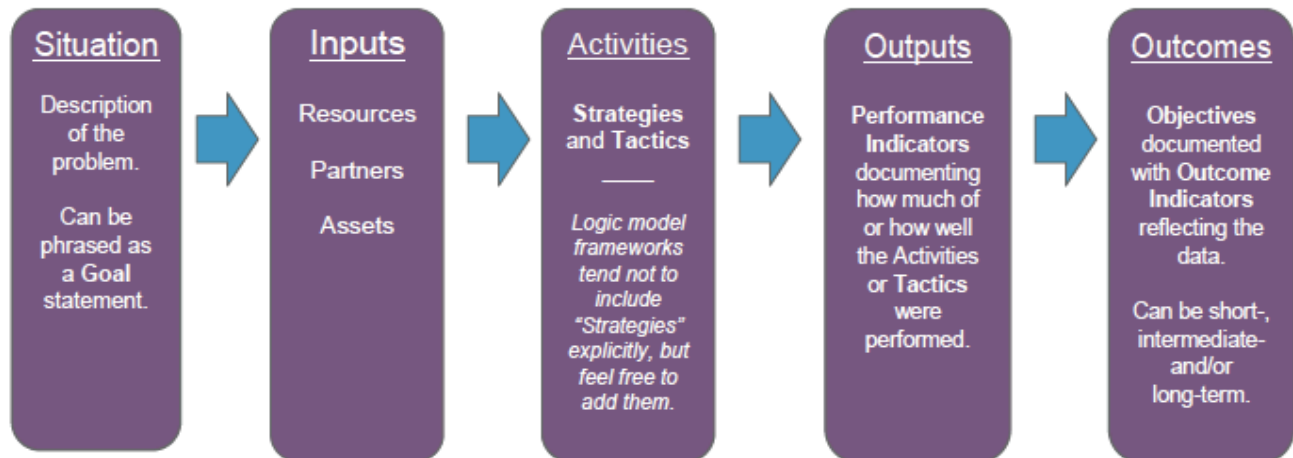 Situation
Description
of the
problem.
Can be
phrased as
a Goal
statement.
Inputs
Resources
Partners
Assets
Activities
Strategies
and Tactics
Logic model
frameworks
tend not to
include
“Strategies”
explicitly, but
feel free to
add them.
Outputs
Performance
Indicators
documenting
how much of
or how well
the Activities
or Tactics
were
performed.
Outcomes
Objectives
documented
with Outcome
Indicators
reflecting the
data.
Can be short-,
intermediate-
and/or
long-term.